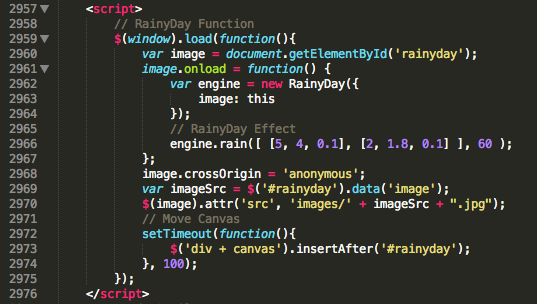 2957 <script>
2958 // RainyDay Function
2959 $(window).load(function(){
2960 var image = document.getElementById('rainyday');
2961 image.onload = function() {
2962 var engine = new RainyDay({
2963 image: this
2964 });
2965 // RainyDay Effect
2966 engine.rain([ [5, 4, 0.1], [2, 1.8, 0.1] ], 60 );
2967 };
2968 image.crossOrigin = 'anonymous';
2969 var imageSrc = $('#rainyday').data('image');
2970 $(image).attr('src', 'images/' + imageSrc + ".jpg");
2971 // Move Canvas
2972 setTimeout(function(){
2973 $('div + canvas').insertAfter('#rainyday');
2974 }, 100);
2975 });
2976 </script>